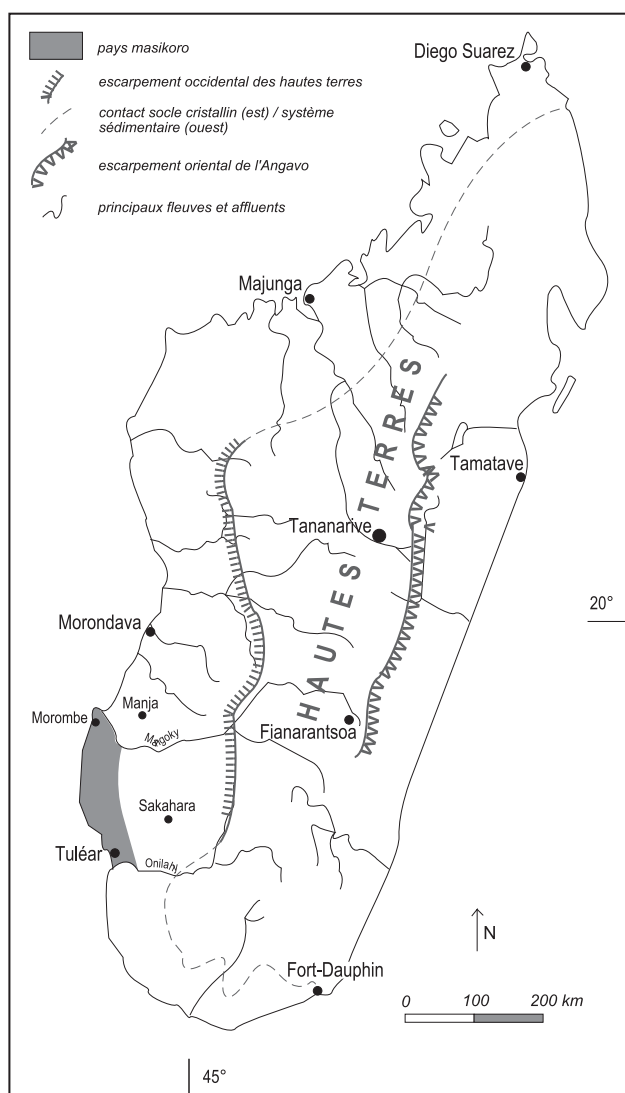 pays masikoro
escarpement occidental des hautes terres
contact socle cristallin (est) / système
sédimentaire (ouest)
escarpement oriental de l'Angavo
principaux fleuves et affluents
Diego Suarez
Majunga
HAUTES TERRES
Tamatave
Tananarive
20°
Morondava
Manja
Morombe
Fianarantsoa
Mangoky
Sakahara
Tuléar
Onilahy
N
Fort-Dauphin
0 100 200 km
45°